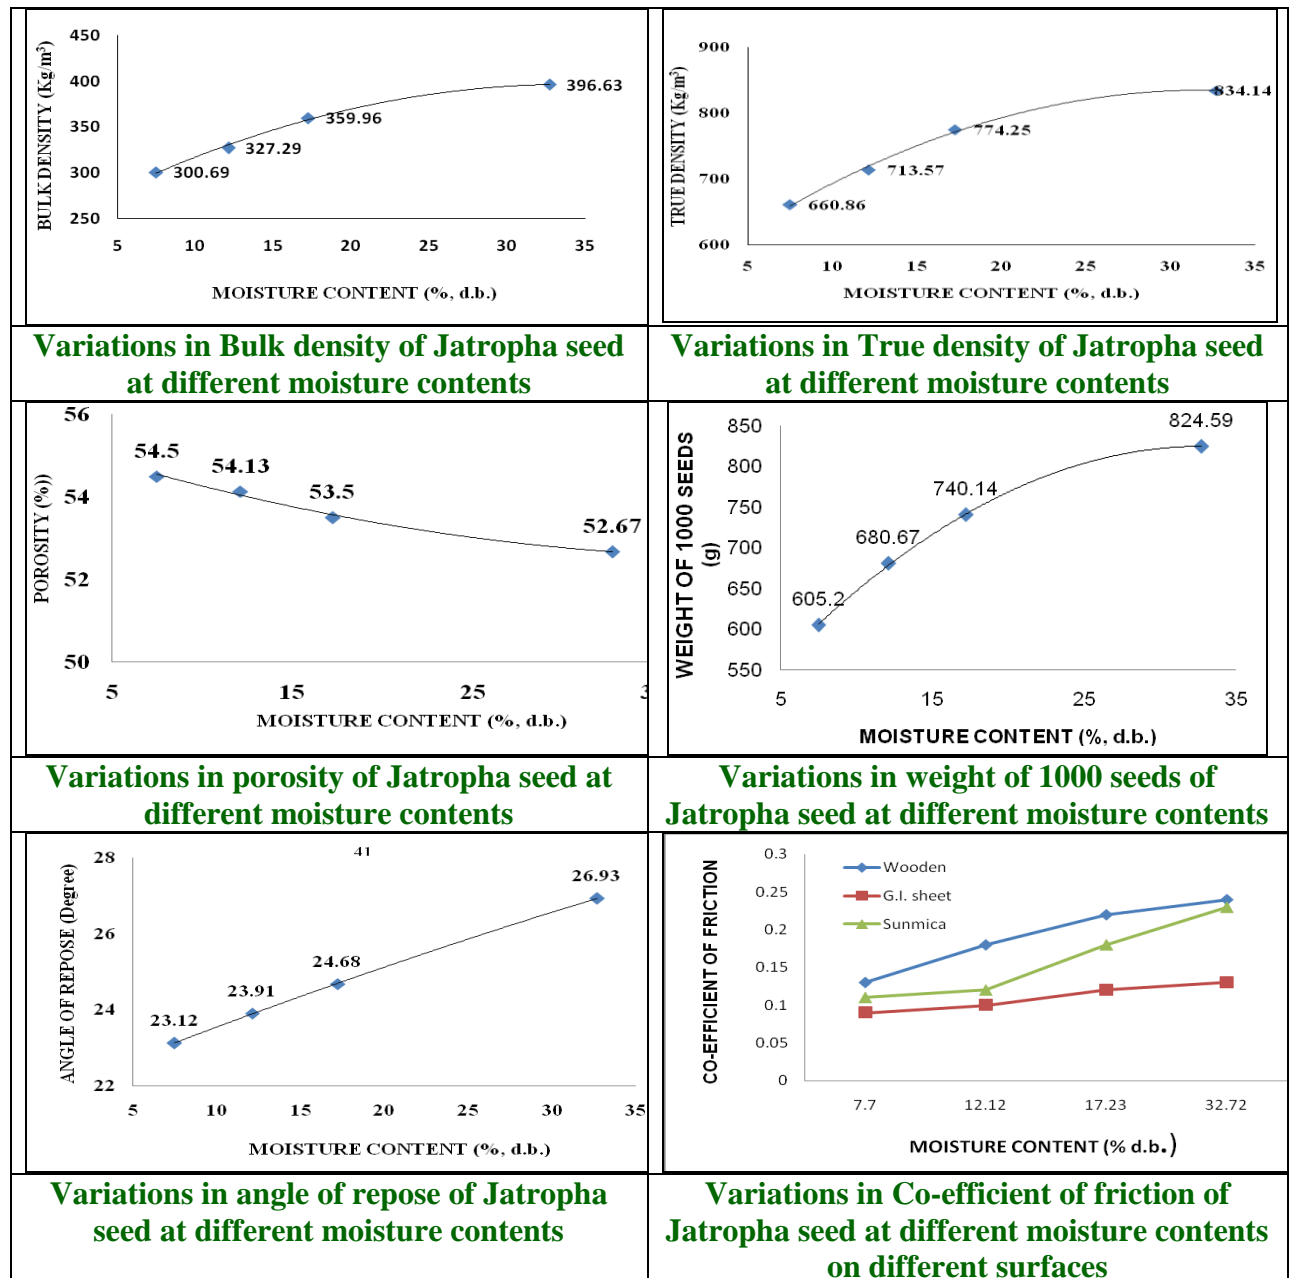 450
400
350
300
250
BULK DENSITY (Kg/m³)
300.69
327.29
359.96
396.63
5 10 15 20 25 30 35
MOISTURE CONTENT (%, d.b.)
900
800
700
600
TRUE DENSITY (Kg/m³)
660.86
713.57
774.25
834.14
5 10 15 20 25 30 35
MOISTURE CONTENT (%, d.b.)
Variations in Bulk density of Jatropha seed
at different moisture contents
Variations in True density of Jatropha seed
at different moisture contents
56
54
52
50
POROSITY (%))
54.5
54.13
53.5
52.67
5 15 25
MOISTURE CONTENT (%, d.b.)
850
800
750
700
650
600
550
WEIGHT OF 1000 SEEDS
(g)
605.2
680.67
740.14
824.59
5 15 25 35
MOISTURE CONTENT (%, d.b.)
Variations in porosity of Jatropha seed at
different moisture contents
Variations in weight of 1000 seeds of
Jatropha seed at different moisture contents
41
28
26
24
22
ANGLE OF REPOSE (Degree)
23.12
23.91
24.68
26.93
5 10 15 20 25 30 35
MOISTURE CONTENT (%, d.b.)
0.3
0.25
0.2
0.15
0.1
0.05
0
CO-EFFICIENT OF FRICTION
Wooden
G.I. sheet
Sunmica
7.7 12.12 17.23 32.72
MOISTURE CONTENT (% d.b.)
Variations in angle of repose of Jatropha
seed at different moisture contents
Variations in Co-efficient of friction of
Jatropha seed at different moisture contents
on different surfaces